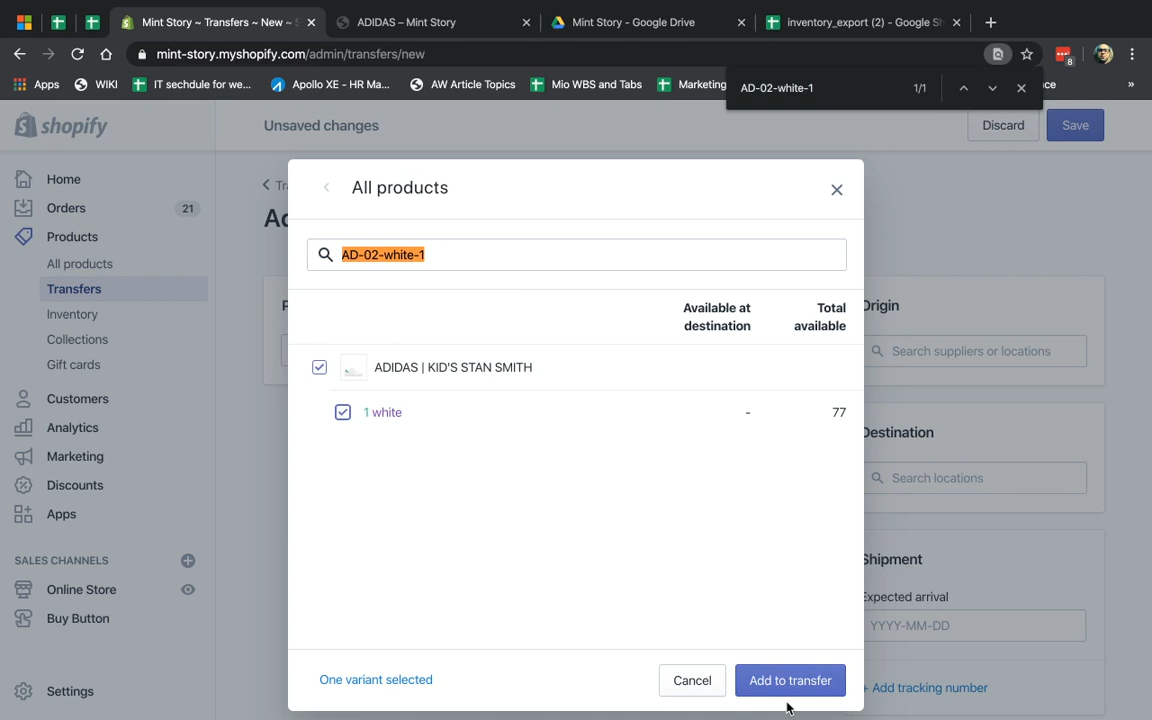 Mint Story ~ Transfers ~ New ~ S
ADIDAS – Mint Story
Mint Story - Google Drive
inventory_export (2) - Google Sh
mint-story.myshopify.com/admin/transfers/new
8
Apps
WIKI
IT sechdule for we...
Apollo XE - HR Ma...
AW Article Topics
Mio WBS and Tabs
Marketing
ce
»
AD-02-white-1
1/1
shopify
Unsaved changes
Discard
Save
Home
Orders
21
Products
All products
Transfers
Inventory
Collections
Gift cards
Customers
Analytics
Marketing
Discounts
Apps
SALES CHANNELS
Online Store
Buy Button
Settings
Tra
Ad
P
All products
AD-02-white-1
Available at
destination
Total
available
ADIDAS | KID'S STAN SMITH
1 white
-
77
One variant selected
Cancel
Add to transfer
Origin
Search suppliers or locations
Destination
Search locations
Shipment
Expected arrival
YYYY-MM-DD
+ Add tracking number